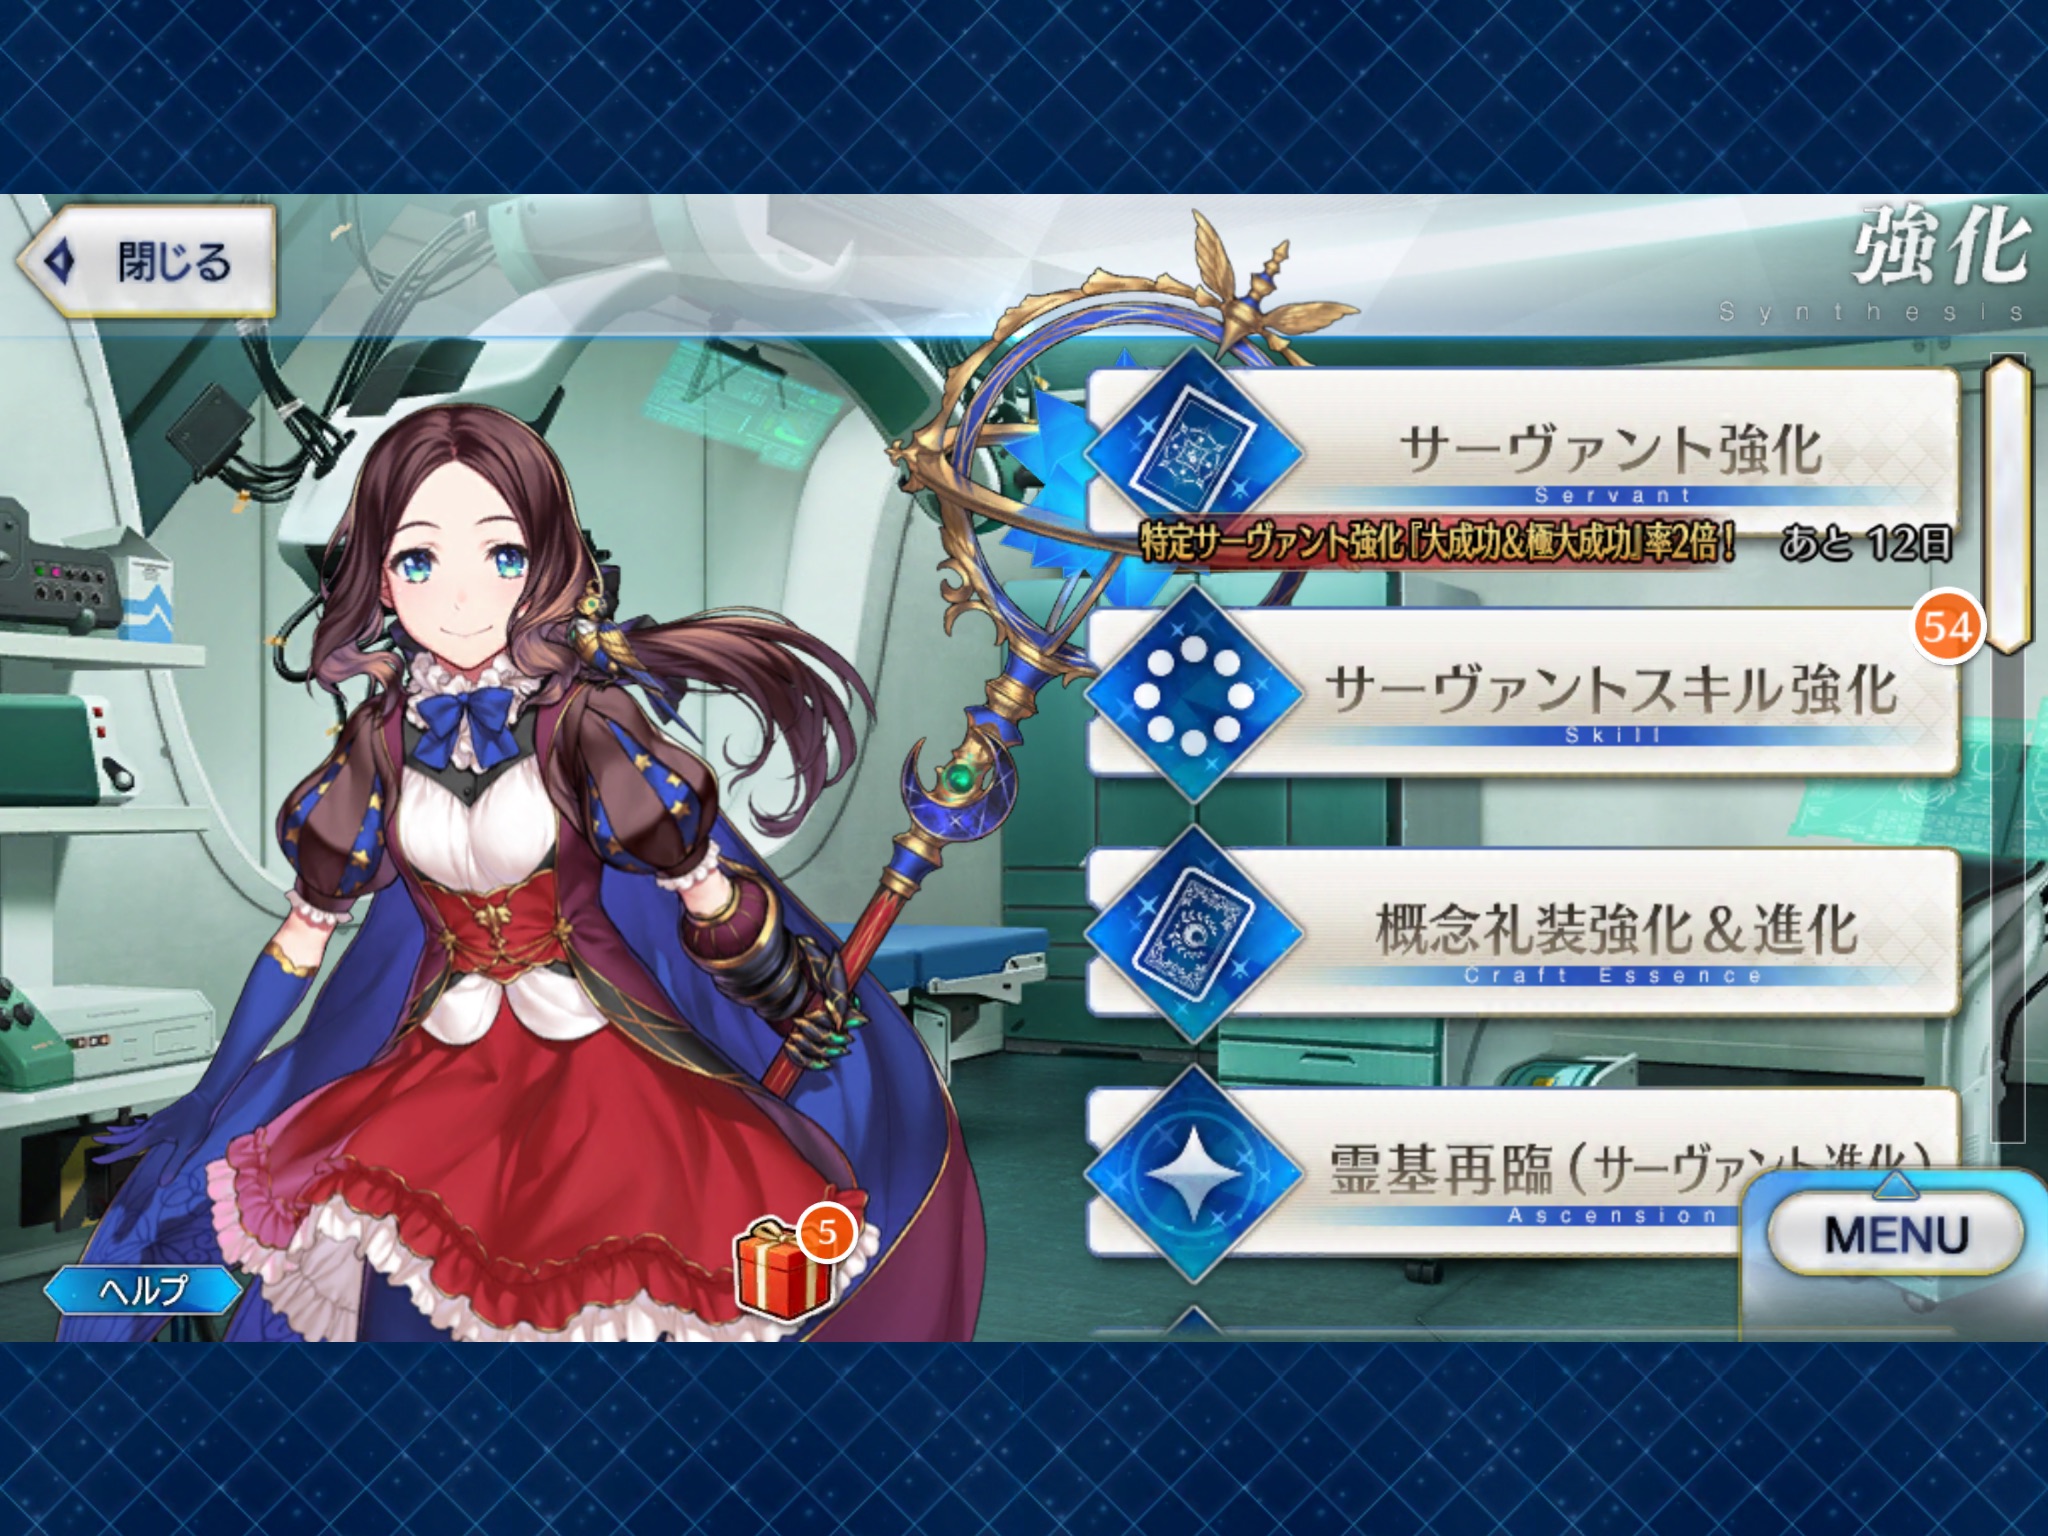 閉じる
強化
Synthesis
サーヴァント強化
Servant
特定サーヴァント強化『大成功&極大成功』率2倍!
あと 12日
54
サーヴァントスキル強化
Skill
概念礼装強化&進化
Craft Essence
霊基再臨(サーヴァント進化)
Ascension
MENU
5
ヘルプ